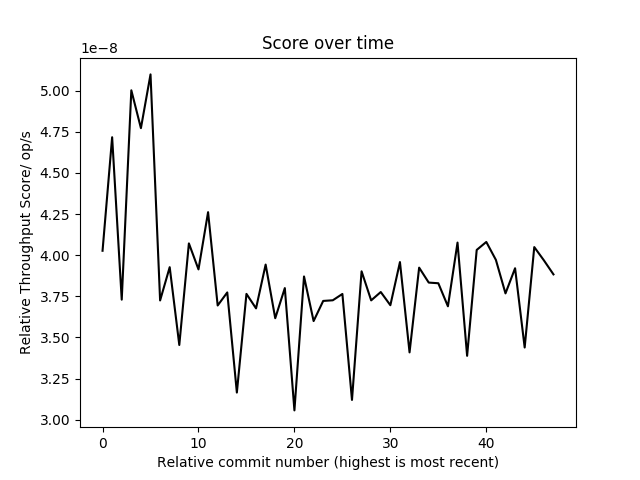 Score over time
1e−8
5.00
4.75
4.50
4.25
4.00
3.75
3.50
3.25
3.00
Relative Throughput Score/ op/s
0 10 20 30 40
Relative commit number (highest is most recent)